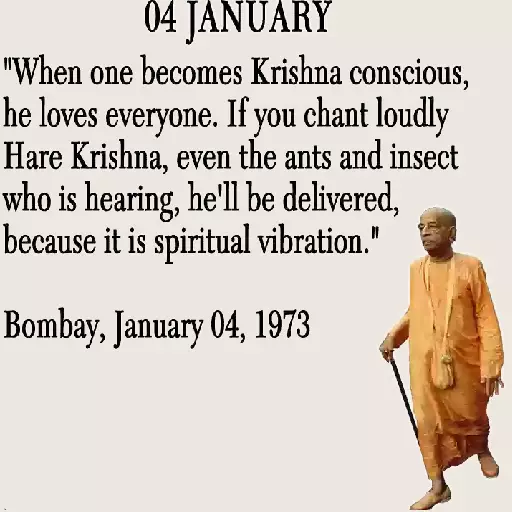 04 JANUARY
"When one becomes Krishna conscious,
he loves everyone. If you chant loudly
Hare Krishna, even the ants and insect
who is hearing, he'll be delivered,
because it is spiritual vibration."
Bombay, January 04, 1973